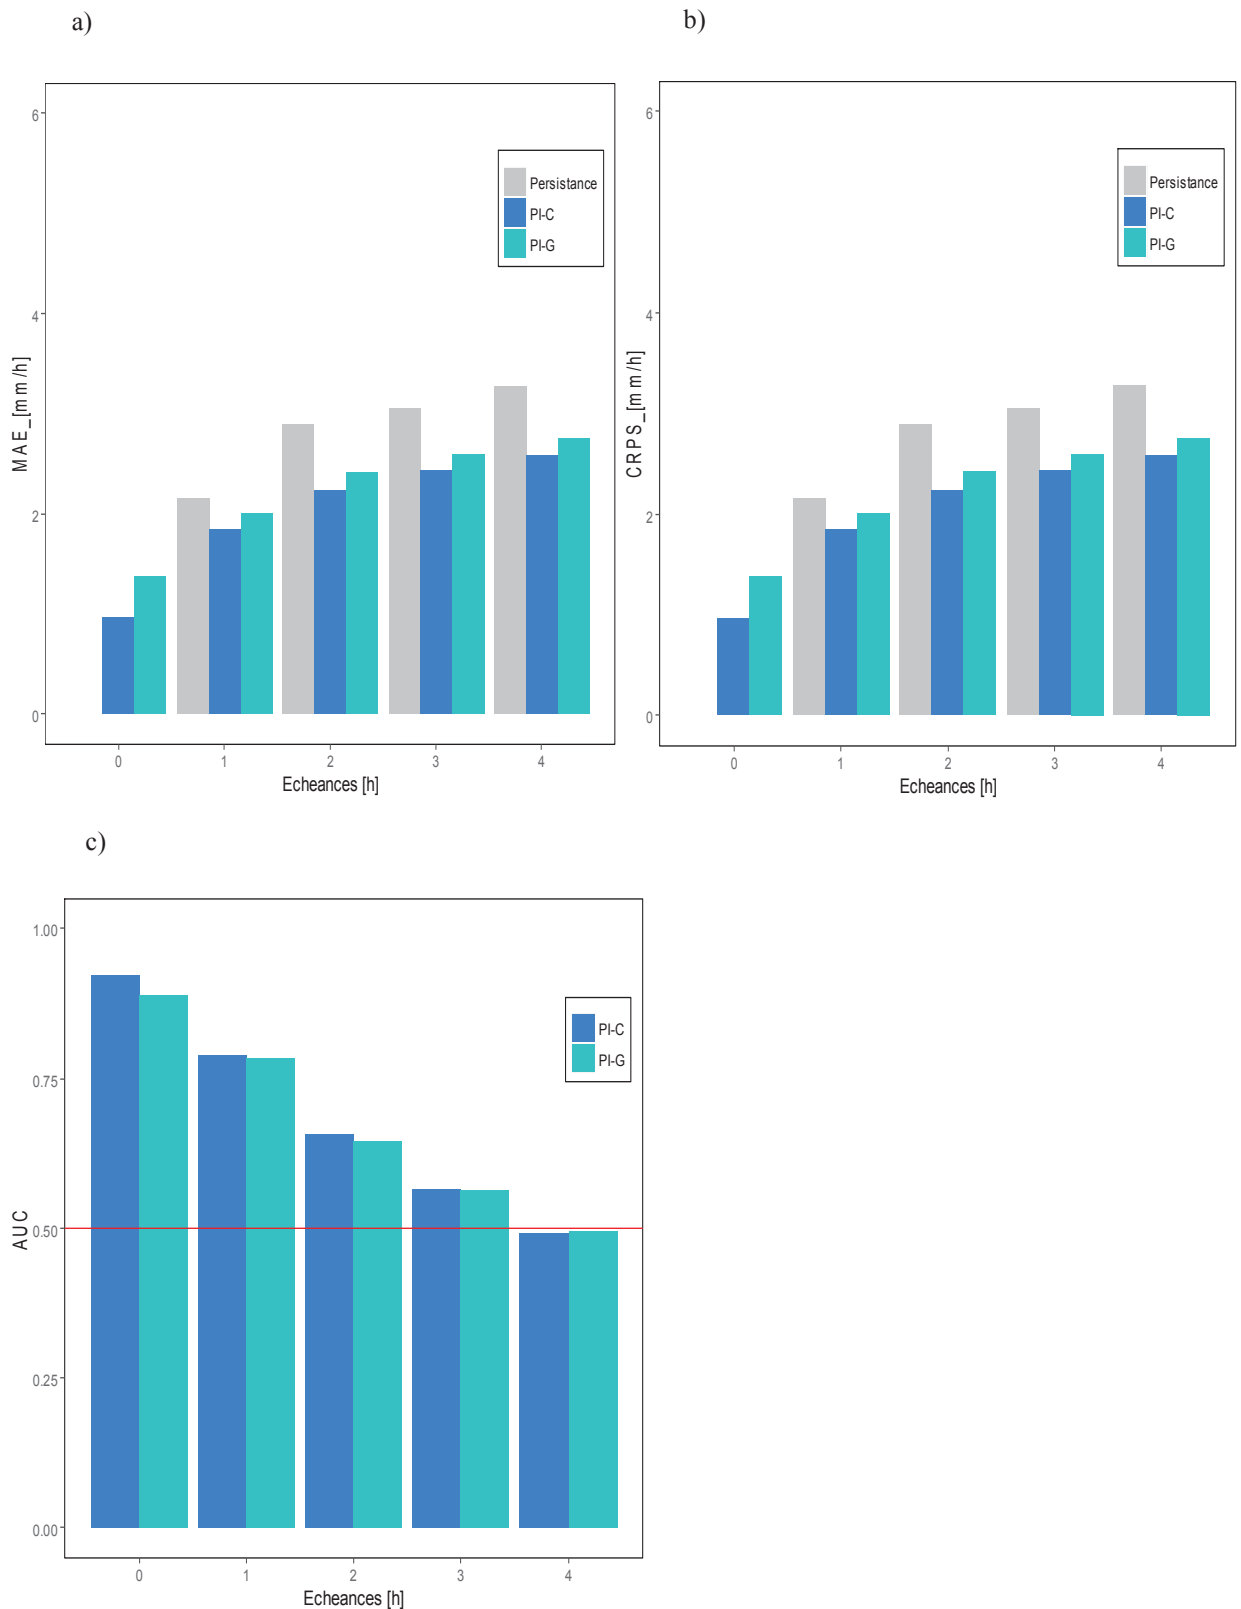 a)
6
4
2
0
MAE_[mm/h]
Persistance
PI-C
PI-G
0 1 2 3 4
Echeances [h]
b)
6
4
2
0
CRPS_[mm/h]
Persistance
PI-C
PI-G
0 1 2 3 4
Echeances [h]
c)
1.00
0.75
0.50
0.25
0.00
AUC
PI-C
PI-G
0 1 2 3 4
Echeances [h]